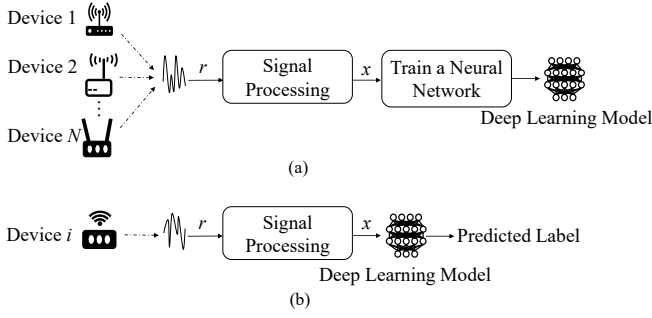 Device 1
Device 2
Device N
r
Signal
Processing
x
Train a Neural
Network
Deep Learning Model
(a)
Device i
r
Signal
Processing
x
Predicted Label
Deep Learning Model
(b)